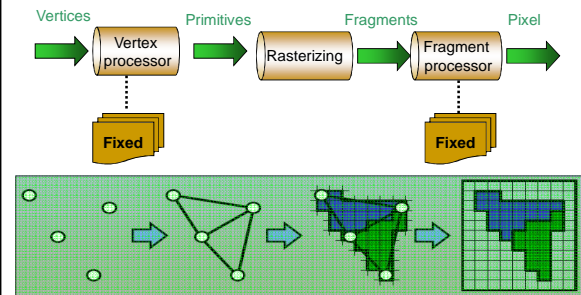 Vertices
Primitives
Fragments
Pixel
Vertex
processor
Rasterizing
Fragment
processor
Fixed
Fixed